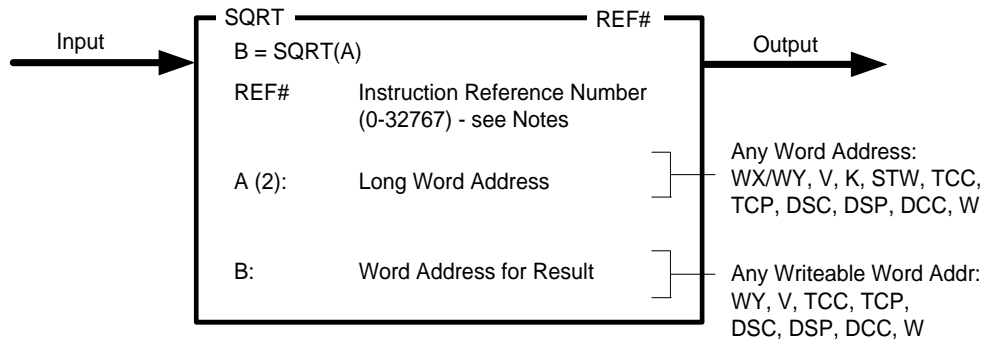 SQRT REF#
Input
B = SQRT(A)
Output
REF# Instruction Reference Number
(0-32767) - see Notes
A (2): Long Word Address
Any Word Address:
WX/WY, V, K, STW, TCC,
TCP, DSC, DSP, DCC, W
B: Word Address for Result
Any Writeable Word Addr:
WY, V, TCC, TCP,
DSC, DSP, DCC, W